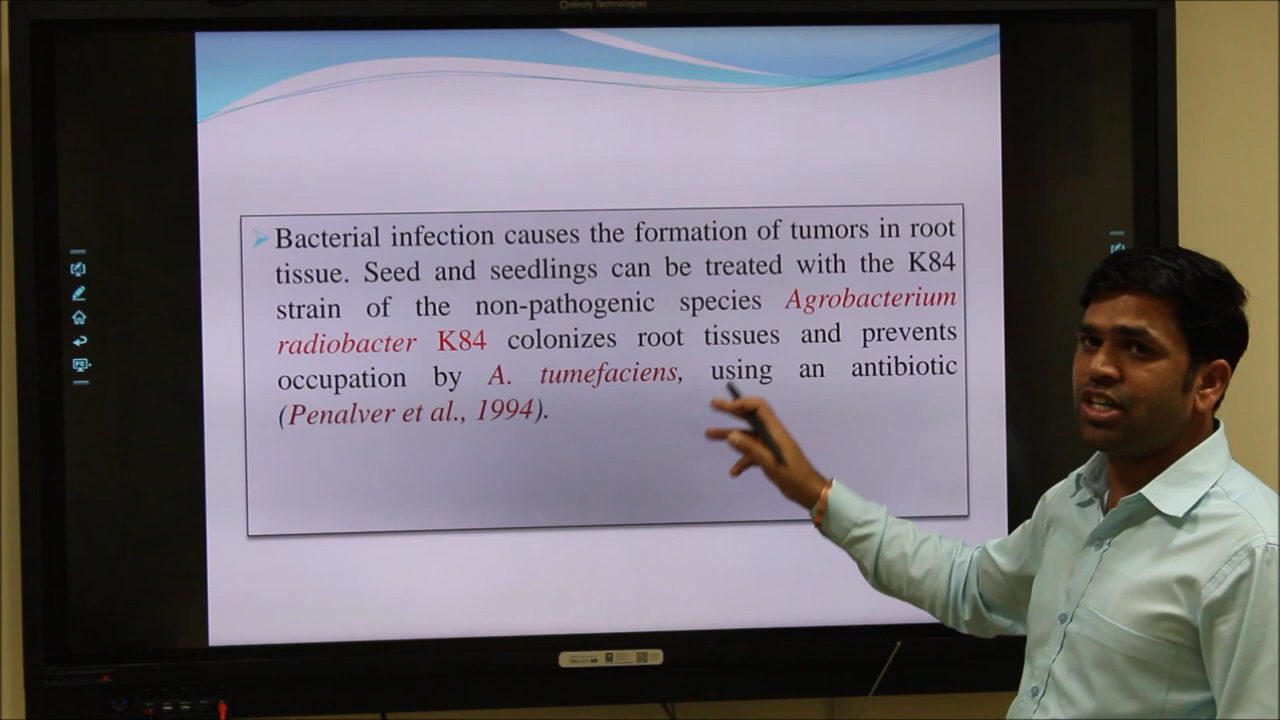 Bacterial infection causes the formation of tumors in root
tissue. Seed and seedlings can be treated with the K84
strain of the non-pathogenic species Agrobacterium
radiobacter K84 colonizes root tissues and prevents
occupation by A. tumefaciens, using an antibiotic
(Penalver et al., 1994).